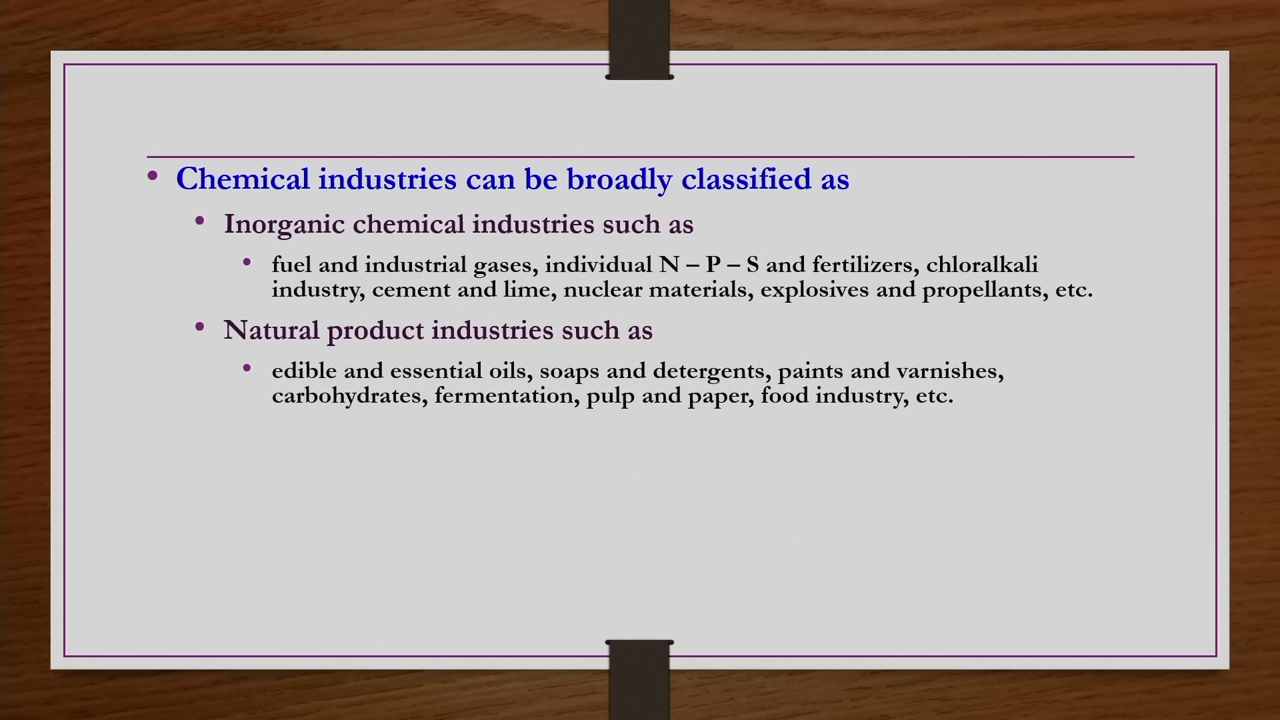 • Chemical industries can be broadly classified as
• Inorganic chemical industries such as
• fuel and industrial gases, individual N – P – S and fertilizers, chloralkali
industry, cement and lime, nuclear materials, explosives and propellants, etc.
• Natural product industries such as
• edible and essential oils, soaps and detergents, paints and varnishes,
carbohydrates, fermentation, pulp and paper, food industry, etc.